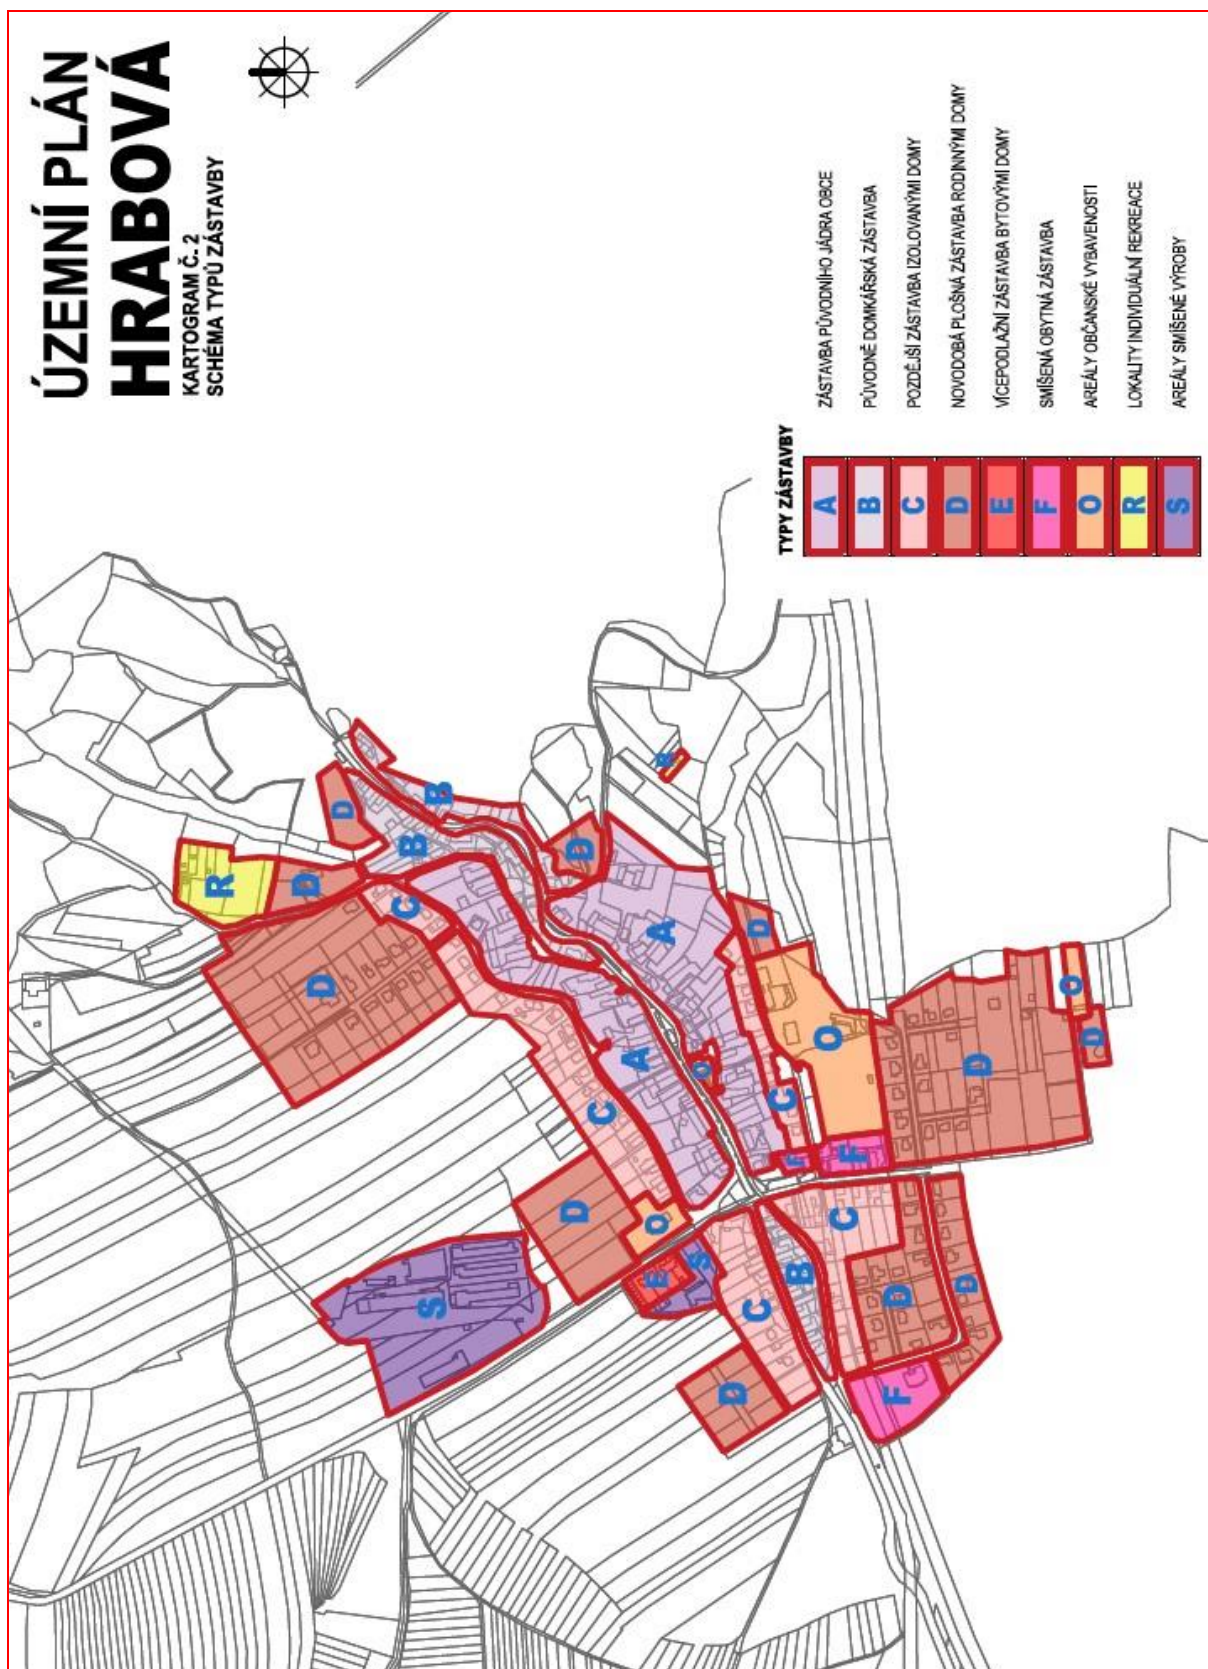 ÚZEMNÍ PLÁN
HRABOVÁ
KARTOGRAM Č. 2
SCHÉMA TYPŮ ZÁSTAVBY
TYPY ZÁSTAVBY
A ZÁSTAVBA PŮVODNÍHO JÁDRA OBCE
B PŮVODNĚ DOMKÁŘSKÁ ZÁSTAVBA
C POZDĚJŠÍ ZÁSTAVBA IZOLOVANÝMI DOMY
D NOVODOBÁ PLOŠNÁ ZÁSTAVBA RODINNÝMI DOMY
E VÍCEPODLAŽNÍ ZÁSTAVBA BYTOVÝMI DOMY
F SMÍŠENÁ OBYTNÁ ZÁSTAVBA
O AREÁLY OBČANSKÉ VYBAVENOSTI
R LOKALITY INDIVIDUÁLNÍ REKREACE
S AREÁLY SMÍŠENÉ VÝROBY
R
D
D
B
B
C
D
D
A
R
D
A
O
C
C
O
D
O
D
D
S
D
O
E
S
F
F
C
B
C
D
D
D
F